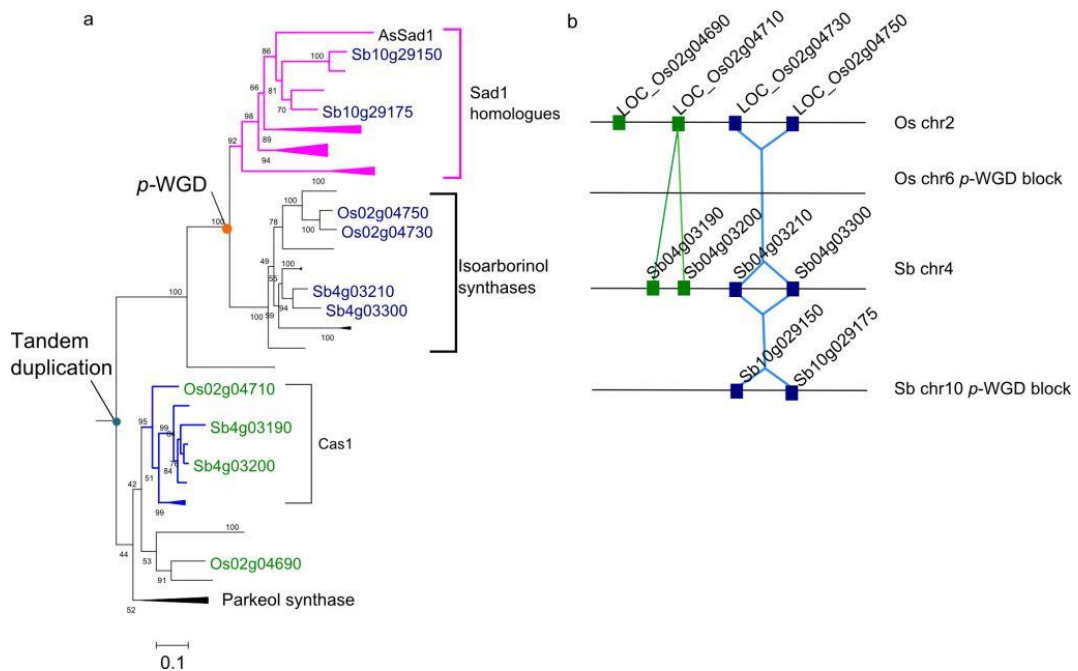 a
AsSad1
86
Sb10g29150
100
66
81
Sb10g29175
70
Sad1
homologues
98
92
89
94
p-WGD
100
100
100
78
Os02g04750
100
Os02g04730
49
100
55
Sb4g03210
94
Sb4g03300
59
100
100
Isoarborinol
synthases
100
Tandem
duplication
Os02g04710
95
99
Sb4g03190
76
Sb4g03200
84
51
99
Cas1
42
100
44
53
Os02g04690
91
Parkeol synthase
52
0.1
b
LOC_Os02g04690
LOC_Os02g04710
LOC_Os02g04730
LOC_Os02g04750
Os chr2
Os chr6 p-WGD block
Sb04g03190
Sb04g03200
Sb04g03210
Sb04g03300
Sb chr4
Sb10g029150
Sb10g029175
Sb chr10 p-WGD block